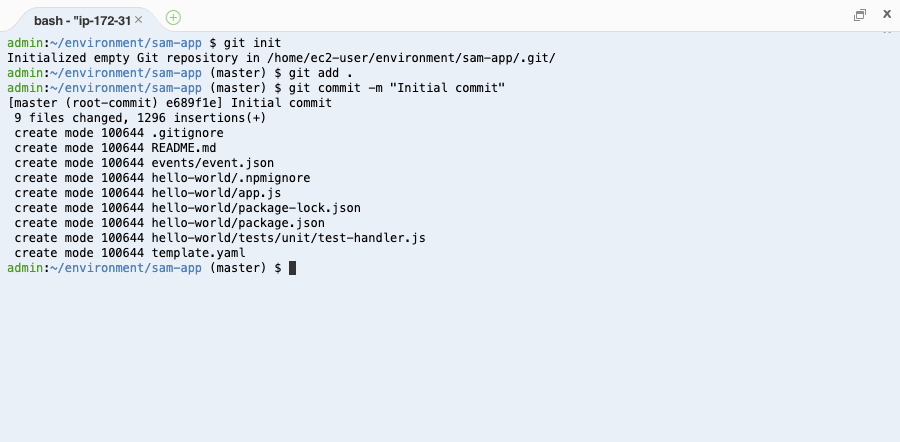 bash - "ip-172-31
admin:~/environment/sam-app $ git init
Initialized empty Git repository in /home/ec2-user/environment/sam-app/.git/
admin:~/environment/sam-app (master) $ git add .
admin:~/environment/sam-app (master) $ git commit -m "Initial commit"
[master (root-commit) e689f1e] Initial commit
 9 files changed, 1296 insertions(+)
 create mode 100644 .gitignore
 create mode 100644 README.md
 create mode 100644 events/event.json
 create mode 100644 hello-world/.npmignore
 create mode 100644 hello-world/app.js
 create mode 100644 hello-world/package-lock.json
 create mode 100644 hello-world/package.json
 create mode 100644 hello-world/tests/unit/test-handler.js
 create mode 100644 template.yaml
admin:~/environment/sam-app (master) $